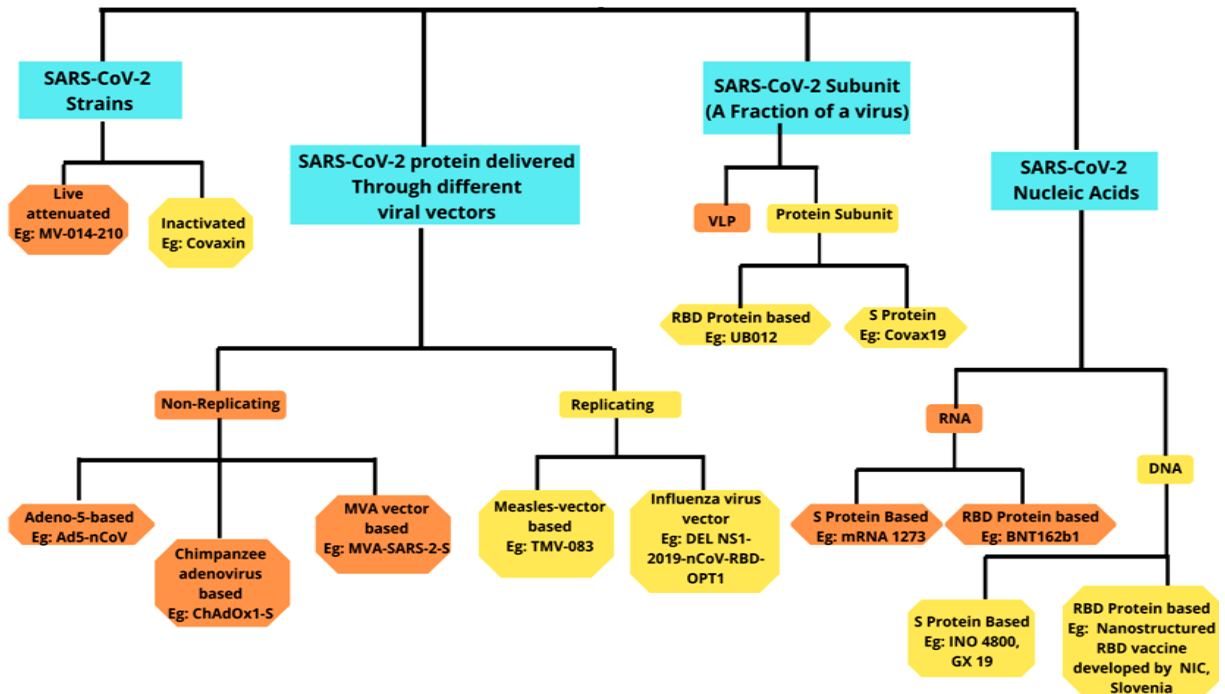 SARS-CoV-2
Strains
Live
attenuated
Eg: MV-014-210
Inactivated
Eg: Covaxin
SARS-CoV-2 protein delivered
Through different
viral vectors
Non-Replicating
Adeno-5-based
Eg: Ad5-nCoV
Chimpanzee
adenovirus
based
Eg: ChAdOx1-S
MVA vector
based
Eg: MVA-SARS-2-S
Replicating
Measles-vector
based
Eg: TMV-083
Influenza virus
vector
Eg: DEL NS1-
2019-nCoV-RBD-
OPT1
SARS-CoV-2 Subunit
(A Fraction of a virus)
VLP
Protein Subunit
RBD Protein based
Eg: UB012
S Protein
Eg: Covax19
SARS-CoV-2
Nucleic Acids
RNA
S Protein Based
Eg: mRNA 1273
RBD Protein based
Eg: BNT162b1
DNA
S Protein Based
Eg: INO 4800,
GX 19
RBD Protein based
Eg: Nanostructured
RBD vaccine
developed by NIC,
Slovenia